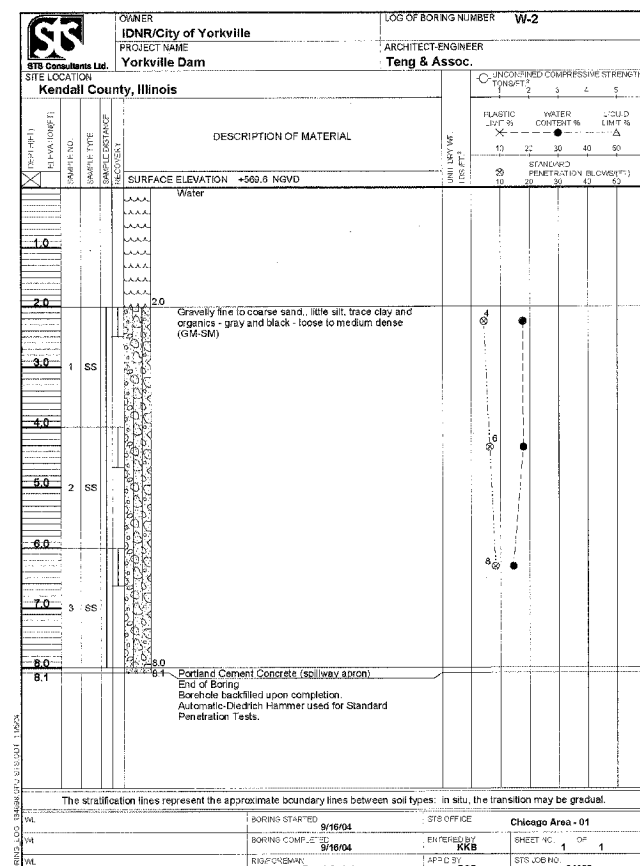 STS
STS Consultants Ltd.
OWNER
IDNR/City of Yorkville
LOG OF BORING NUMBER W-2
PROJECT NAME
Yorkville Dam
ARCHITECT-ENGINEER
Teng & Assoc.
SITE LOCATION
Kendall County, Illinois
UNCONFINED COMPRESSIVE STRENGTH
TONS/FT.2
1 2 3 4 5
DEPTH(FT)
ELEVATION(FT)
SAMPLE NO.
SAMPLE TYPE
SAMPLE DISTANCE
RECOVERY
DESCRIPTION OF MATERIAL
UNIT DRY WT.
LBS./FT.3
PLASTIC LIMIT %
WATER CONTENT %
LIQUID LIMIT %
10 20 30 40 50
STANDARD
PENETRATION (BLOWS/FT)
10 20 30 40 50
SURFACE ELEVATION +569.6 NGVD
Water
1.0
2.0 2.0
Gravelly fine to coarse sand,, little silt, trace clay and
organics - gray and black - loose to medium dense
(GM-SM)
4
3.0 1 SS
4.0
6
5.0 2 SS
6.0
8
7.0 3 SS
8.0 8.0
8.1 8.1
Portland Cement Concrete (spillway apron)
End of Boring
Borehole backfilled upon completion.
Automatic-Diedrich Hammer used for Standard
Penetration Tests.
The stratification lines represent the approximate boundary lines between soil types: in situ, the transition may be gradual.
WL
BORING STARTED
9/16/04
STS OFFICE
Chicago Area - 01
WL
BORING COMPLETED
9/16/04
ENTERED BY
KKB
SHEET NO. 1 OF 1
WL
RIG/FOREMAN
APP'D BY
STS JOB NO.